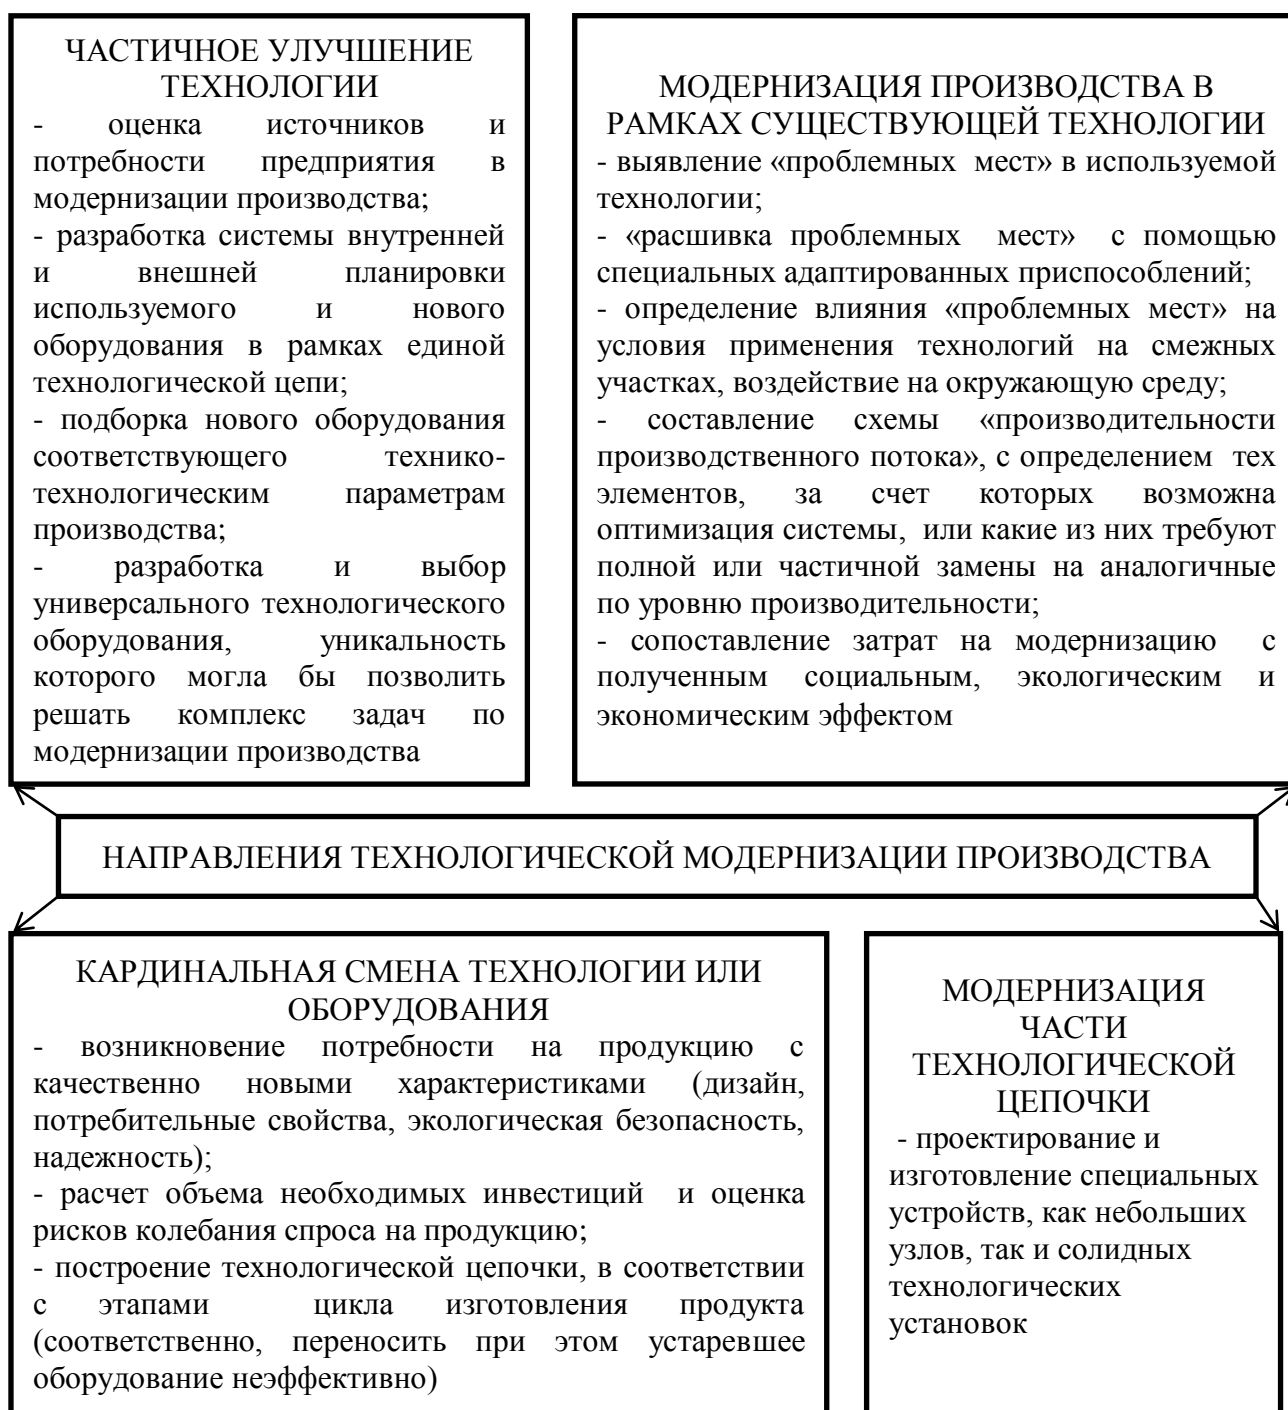 ЧАСТИЧНОЕ УЛУЧШЕНИЕ
ТЕХНОЛОГИИ
- оценка источников и
потребности предприятия в
модернизации производства;
- разработка системы внутренней
и внешней планировки
используемого и нового
оборудования в рамках единой
технологической цепи;
- подборка нового оборудования
соответствующего технико-
технологическим параметрам
производства;
- разработка и выбор
универсального технологического
оборудования, уникальность
которого могла бы позволить
решать комплекс задач по
модернизации производства
МОДЕРНИЗАЦИЯ ПРОИЗВОДСТВА В
РАМКАХ СУЩЕСТВУЮЩЕЙ ТЕХНОЛОГИИ
- выявление «проблемных мест» в используемой
технологии;
- «расшивка проблемных мест» с помощью
специальных адаптированных приспособлений;
- определение влияния «проблемных мест» на
условия применения технологий на смежных
участках, воздействие на окружающую среду;
- составление схемы «производительности
производственного потока», с определением тех
элементов, за счет которых возможна
оптимизация системы, или какие из них требуют
полной или частичной замены на аналогичные
по уровню производительности;
- сопоставление затрат на модернизацию с
полученным социальным, экологическим и
экономическим эффектом
НАПРАВЛЕНИЯ ТЕХНОЛОГИЧЕСКОЙ МОДЕРНИЗАЦИИ ПРОИЗВОДСТВА
КАРДИНАЛЬНАЯ СМЕНА ТЕХНОЛОГИИ ИЛИ
ОБОРУДОВАНИЯ
- возникновение потребности на продукцию с
качественно новыми характеристиками (дизайн,
потребительные свойства, экологическая безопасность,
надежность);
- расчет объема необходимых инвестиций и оценка
рисков колебания спроса на продукцию;
- построение технологической цепочки, в соответствии
с этапами цикла изготовления продукта
(соответственно, переносить при этом устаревшее
оборудование неэффективно)
МОДЕРНИЗАЦИЯ
ЧАСТИ
ТЕХНОЛОГИЧЕСКОЙ
ЦЕПОЧКИ
- проектирование и
изготовление специальных
устройств, как небольших
узлов, так и солидных
технологических
установок